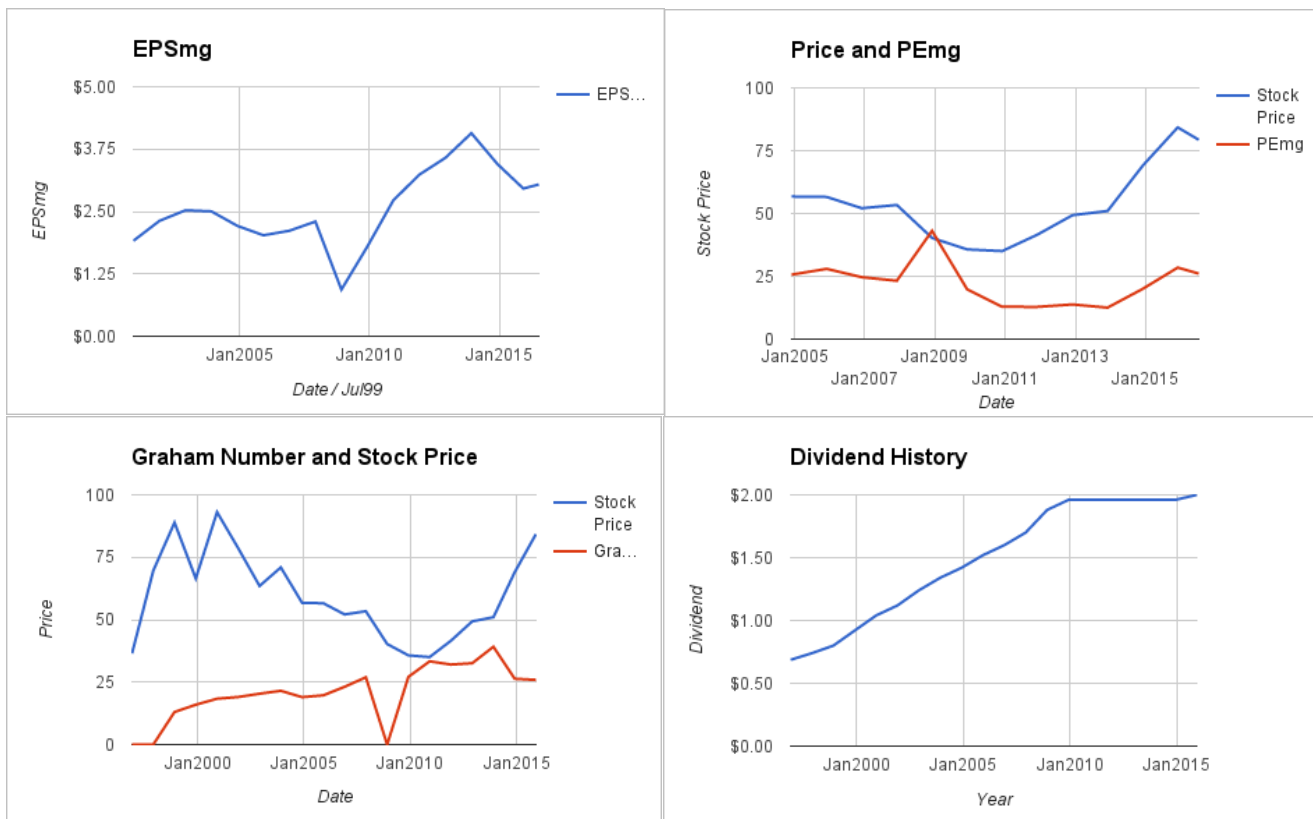 EPSmg
$5.00
$3.75
$2.50
$1.25
$0.00
EPSmg
Jan2005 Jan2010 Jan2015
Date / Jul99
EPS...
Price and PEmg
100
75
50
25
0
Stock Price
Jan2005 Jan2009 Jan2013
Jan2007 Jan2011 Jan2015
Date
Stock
Price
PEmg
Graham Number and Stock Price
100
75
50
25
0
Price
Jan2000 Jan2005 Jan2010 Jan2015
Date
Stock
Price
Gra...
Dividend History
$2.00
$1.50
$1.00
$0.50
$0.00
Dividend
Jan2000 Jan2005 Jan2010 Jan2015
Year